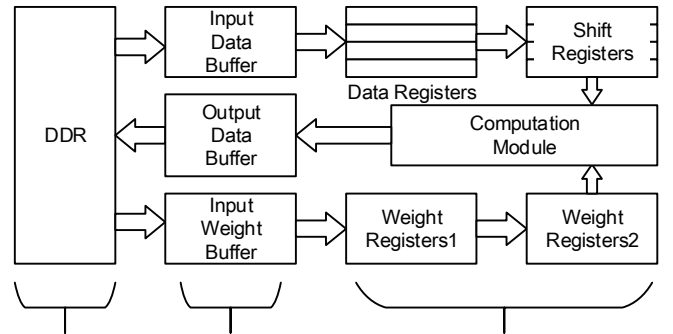 DDR
Input
Data
Buffer
Data Registers
Shift
Registers
Output
Data
Buffer
Computation
Module
Input
Weight
Buffer
Weight
Registers1
Weight
Registers2